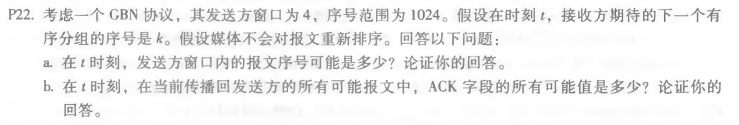 P22. 考虑一个 GBN 协议，其发送方窗口为 4，序号范围为 1024。假设在时刻 t，接收方期待的下一个有
序分组的序号是 k。假设媒体不会对报文重新排序。回答以下问题：
a. 在 t 时刻，发送方窗口内的报文序号可能是多少？论证你的回答。
b. 在 t 时刻，在当前传播回发送方的所有可能报文中，ACK 字段的所有可能值是多少？论证你的
回答。